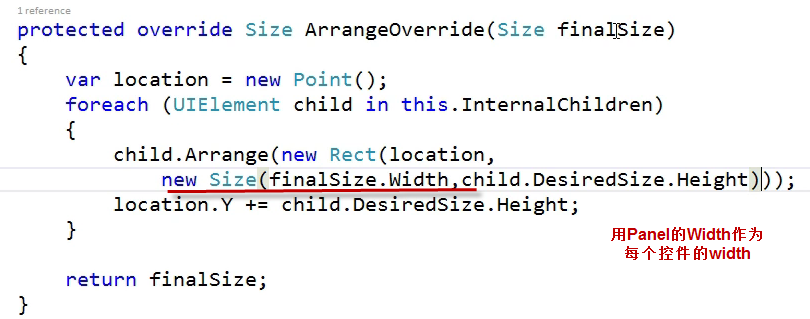 1 reference
protected override Size ArrangeOverride(Size finalSize)
{
var location = new Point();
foreach (UIElement child in this.InternalChildren)
{
child.Arrange(new Rect(location,
new Size(finalSize.Width,child.DesiredSize.Height)));
location.Y += child.DesiredSize.Height;
}
用Panel的Width作为
每个控件的width
return finalSize;
}